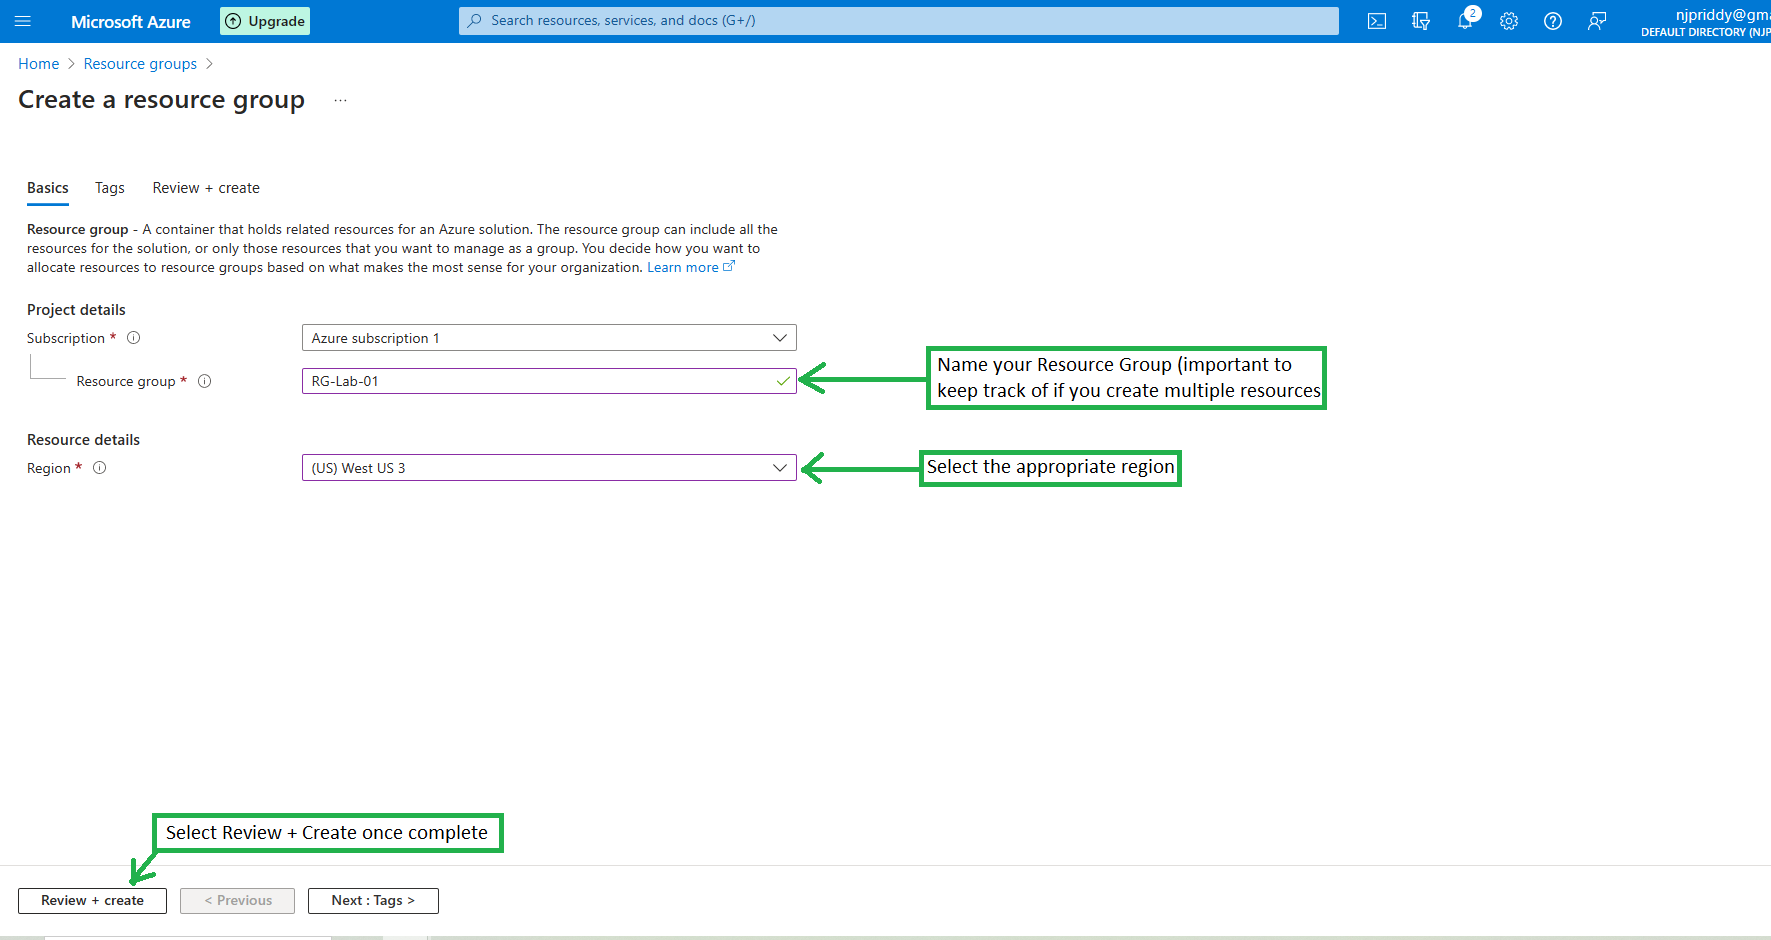 Microsoft Azure
Upgrade
Search resources, services, and docs (G+/)
2
njpriddy@gma
DEFAULT DIRECTORY (NJP
Home > Resource groups >
Create a resource group ...
Basics Tags Review + create
Resource group - A container that holds related resources for an Azure solution. The resource group can include all the
resources for the solution, or only those resources that you want to manage as a group. You decide how you want to
allocate resources to resource groups based on what makes the most sense for your organization. Learn more
Project details
Subscription *
Azure subscription 1
Resource group *
RG-Lab-01
Name your Resource Group (important to
keep track of if you create multiple resources
Resource details
Region *
(US) West US 3
Select the appropriate region
Select Review + Create once complete
Review + create
< Previous
Next : Tags >